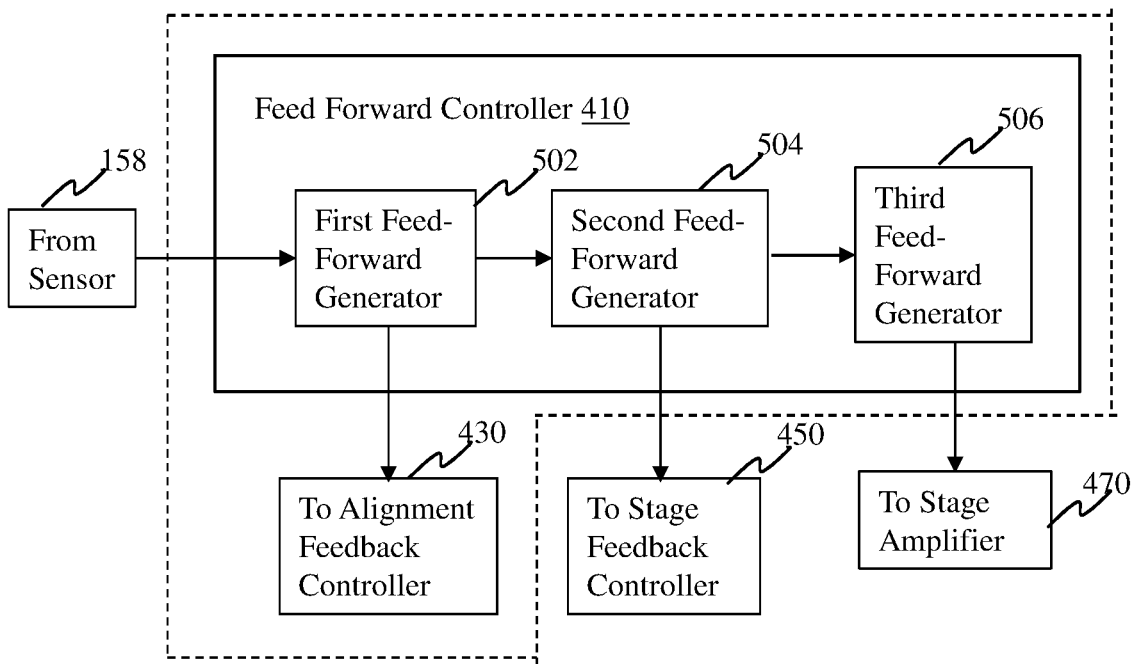 Feed Forward Controller 410
506
504
502
158
From
Sensor
First Feed-
Forward
Generator
Second Feed-
Forward
Generator
Third
Feed-
Forward
Generator
430
450
470
To Alignment
Feedback
Controller
To Stage
Feedback
Controller
To Stage
Amplifier